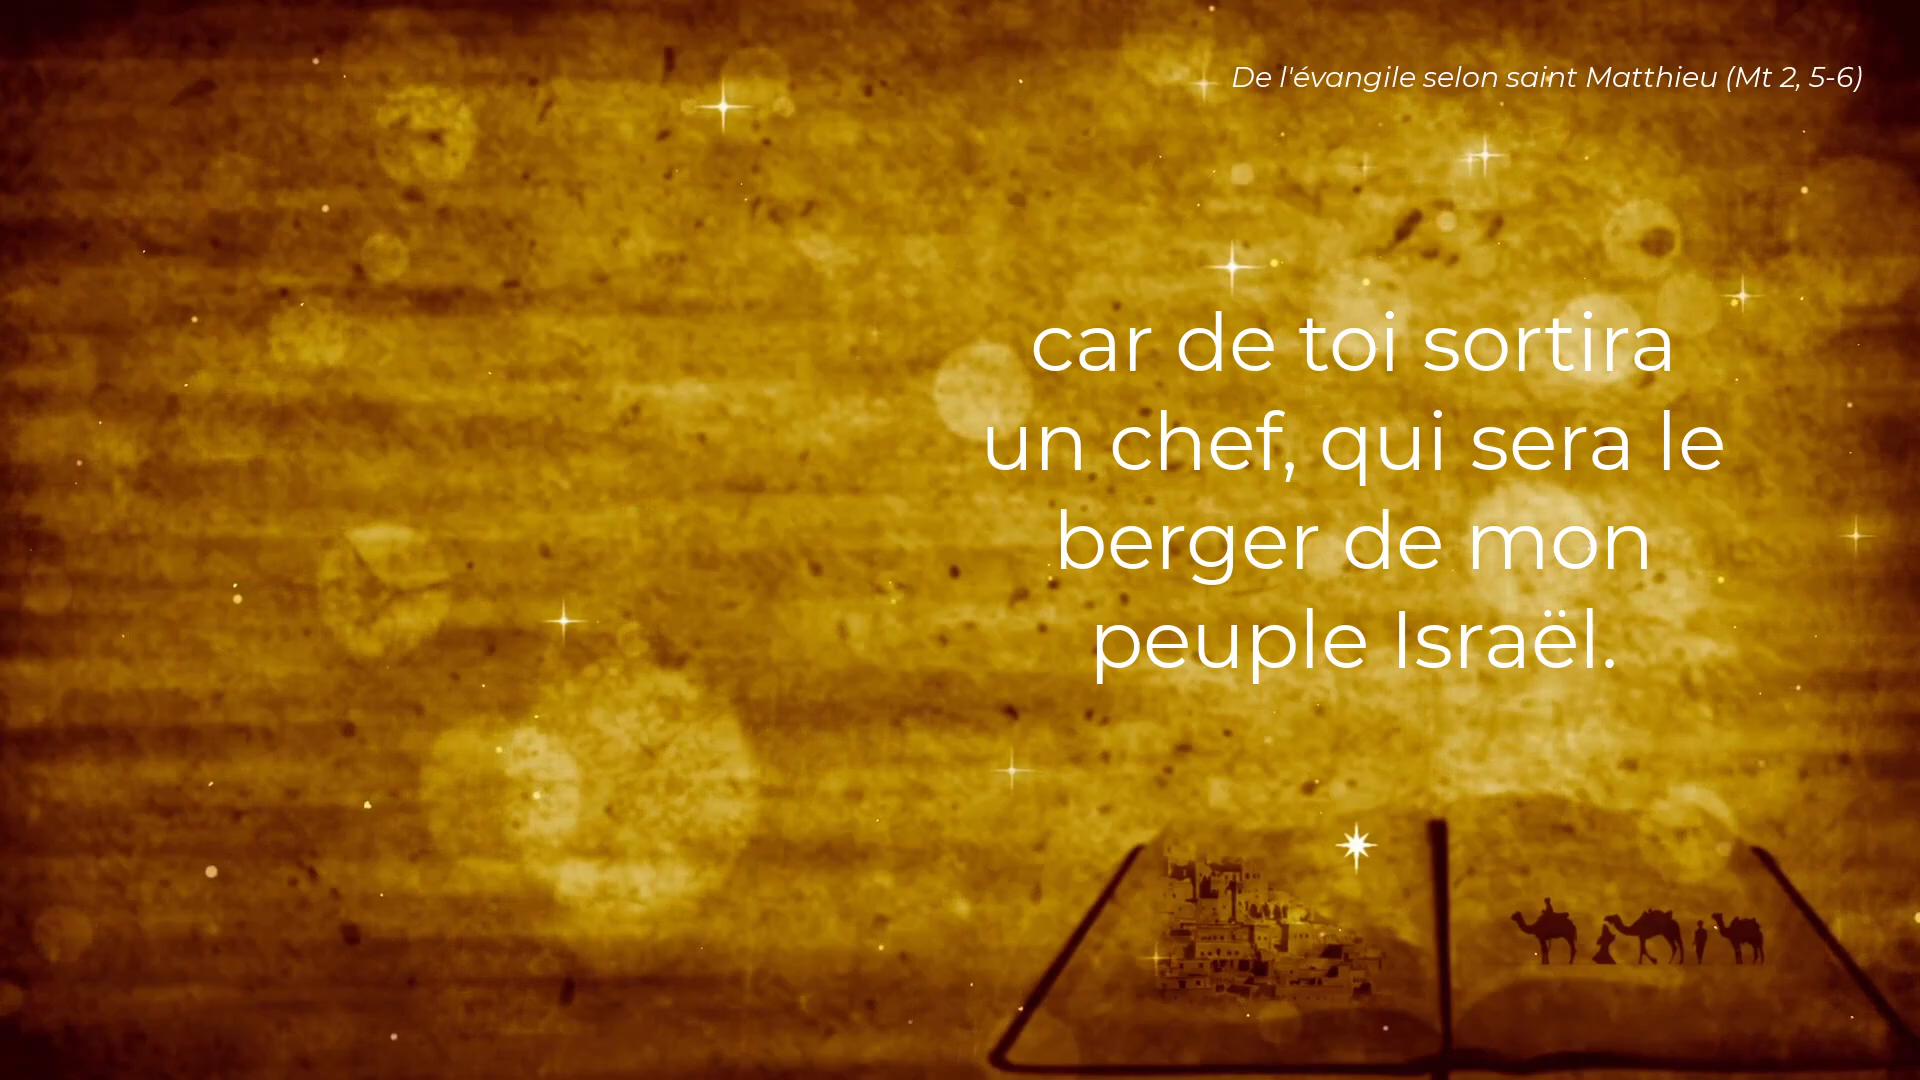 De l'évangile selon saint Matthieu (Mt 2, 5-6)
car de toi sortira
un chef, qui sera le
berger de mon
peuple Israël.